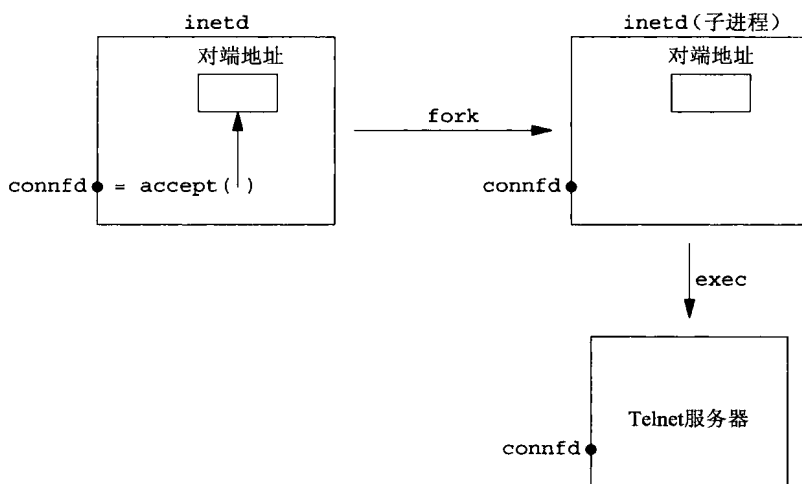 inetd
对端地址
connfd = accept( )
fork
inetd(子进程)
对端地址
connfd
exec
Telnet服务器
connfd